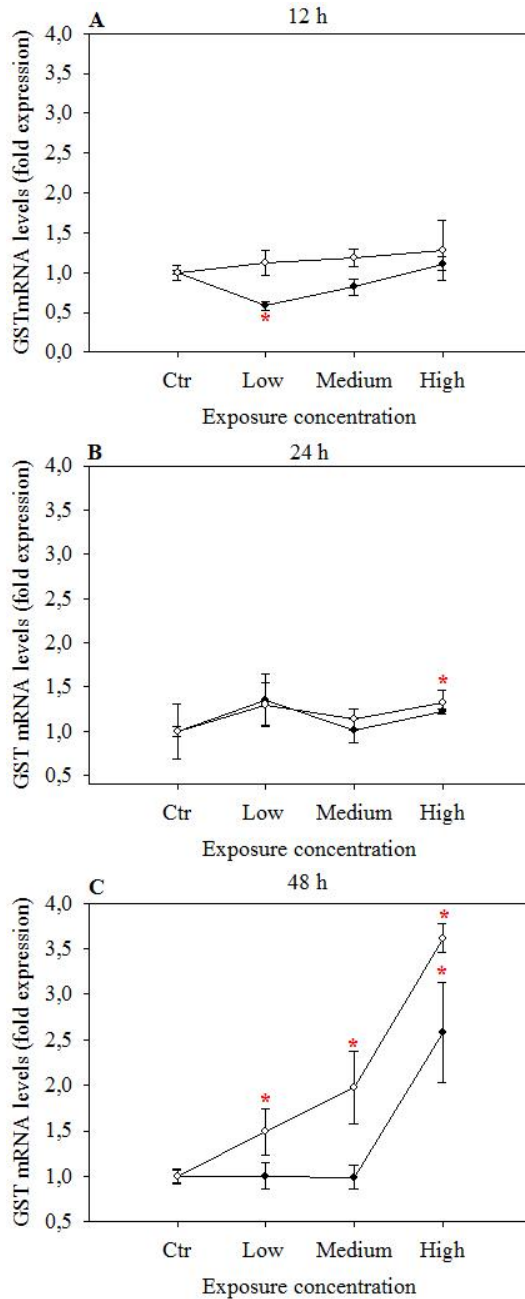 A 12 h
GSTmRNA levels (fold expression)
4,0
3,5
3,0
2,5
2,0
1,5
1,0
0,5
0,0
*
Ctr Low Medium High
Exposure concentration
B 24 h
GST mRNA levels (fold expression)
4,0
3,5
3,0
2,5
2,0
1,5
1,0
0,5
*
Ctr Low Medium High
Exposure concentration
C 48 h
GST mRNA levels (fold expression)
4,0
3,5
3,0
2,5
2,0
1,5
1,0
0,5
*
*
*
*
Ctr Low Medium High
Exposure concentration